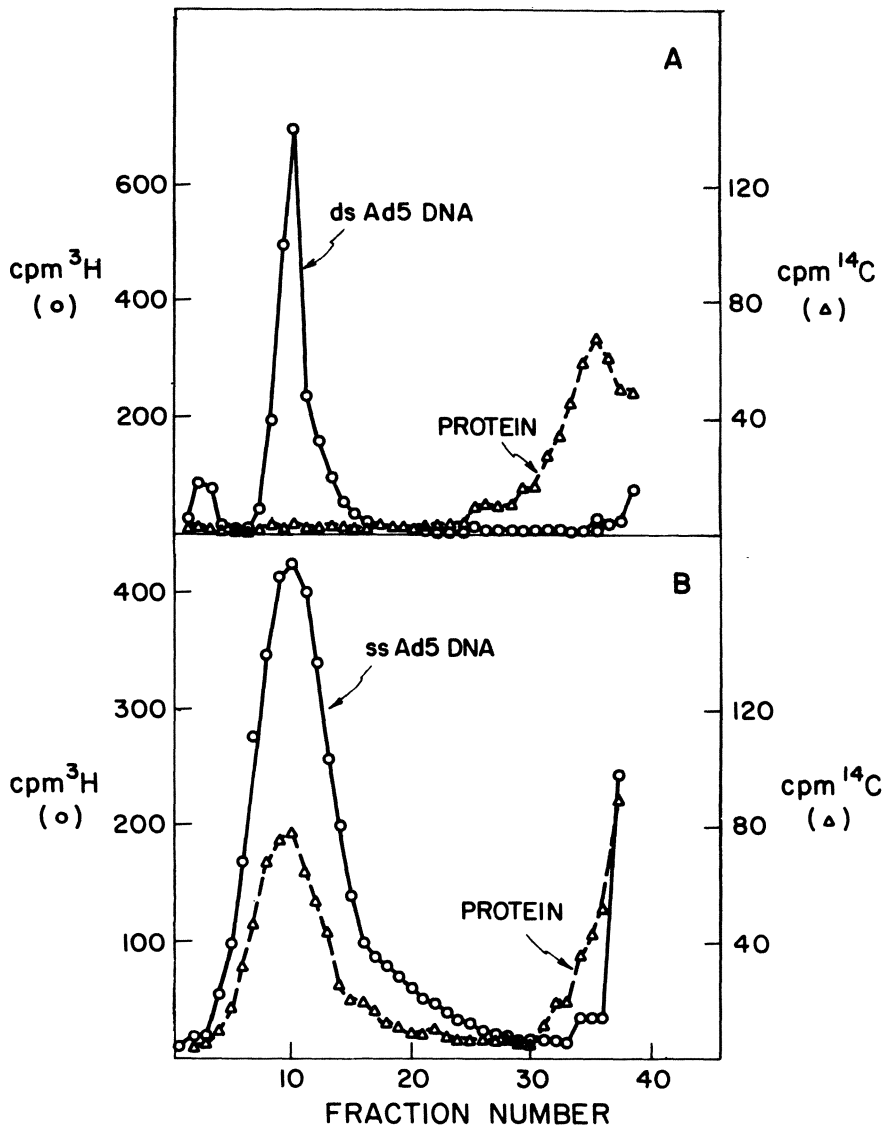 A
600
400
200
cpm ³H
(o)
ds Ad5 DNA
PROTEIN
120
80
40
cpm ¹⁴C
(△)
B
400
300
200
100
cpm ³H
(o)
ss Ad5 DNA
PROTEIN
120
80
40
cpm ¹⁴C
(△)
10 20 30 40
FRACTION NUMBER